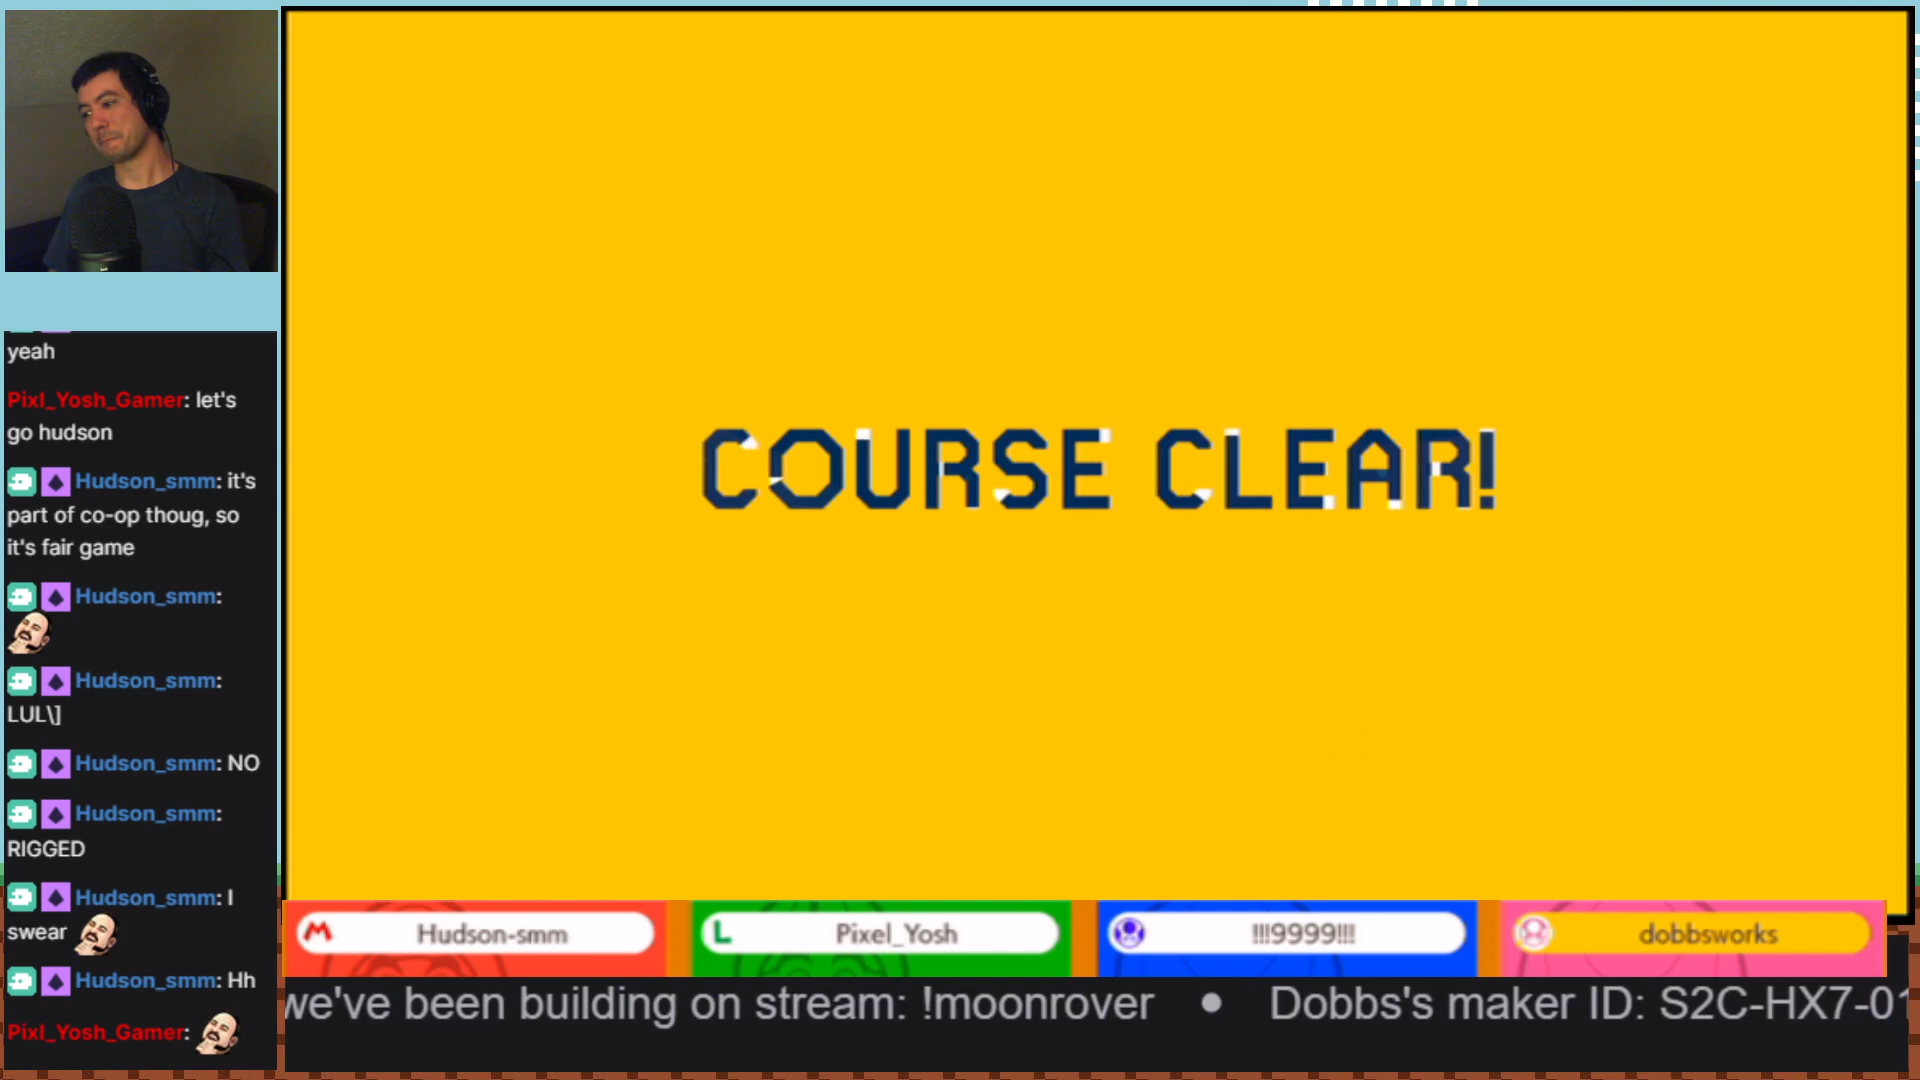 yeah
Pixl_Yosh_Gamer: let's
go hudson
Hudson_smm: it's
part of co-op thoug, so
it's fair game
Hudson_smm:
Hudson_smm:
LUL\]
Hudson_smm: NO
Hudson_smm:
RIGGED
Hudson_smm: I
swear
Hudson_smm: Hh
Pixl_Yosh_Gamer:
COURSE CLEAR!
M Hudson-smm
L Pixel_Yosh
!!!9999!!!
dobbsworks
we've been building on stream: !moonrover • Dobbs's maker ID: S2C-HX7-01